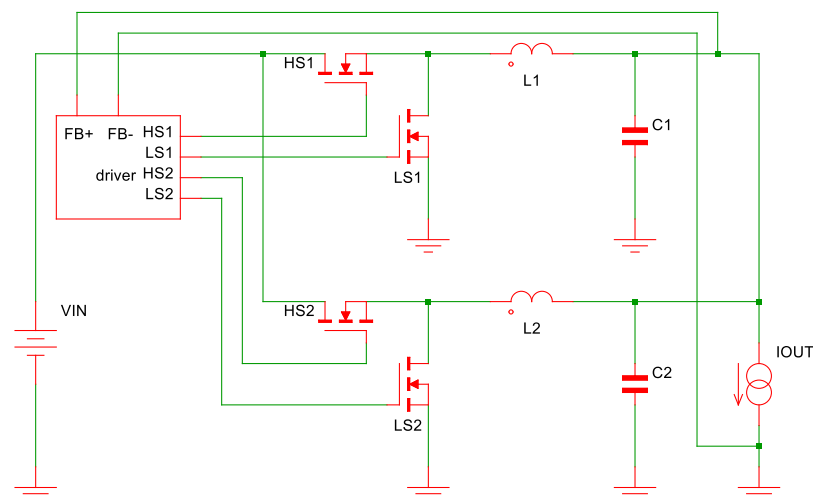 HS1
L1
C1
FB+ FB- HS1
LS1
driver HS2
LS2
LS1
VIN
HS2
L2
IOUT
C2
LS2